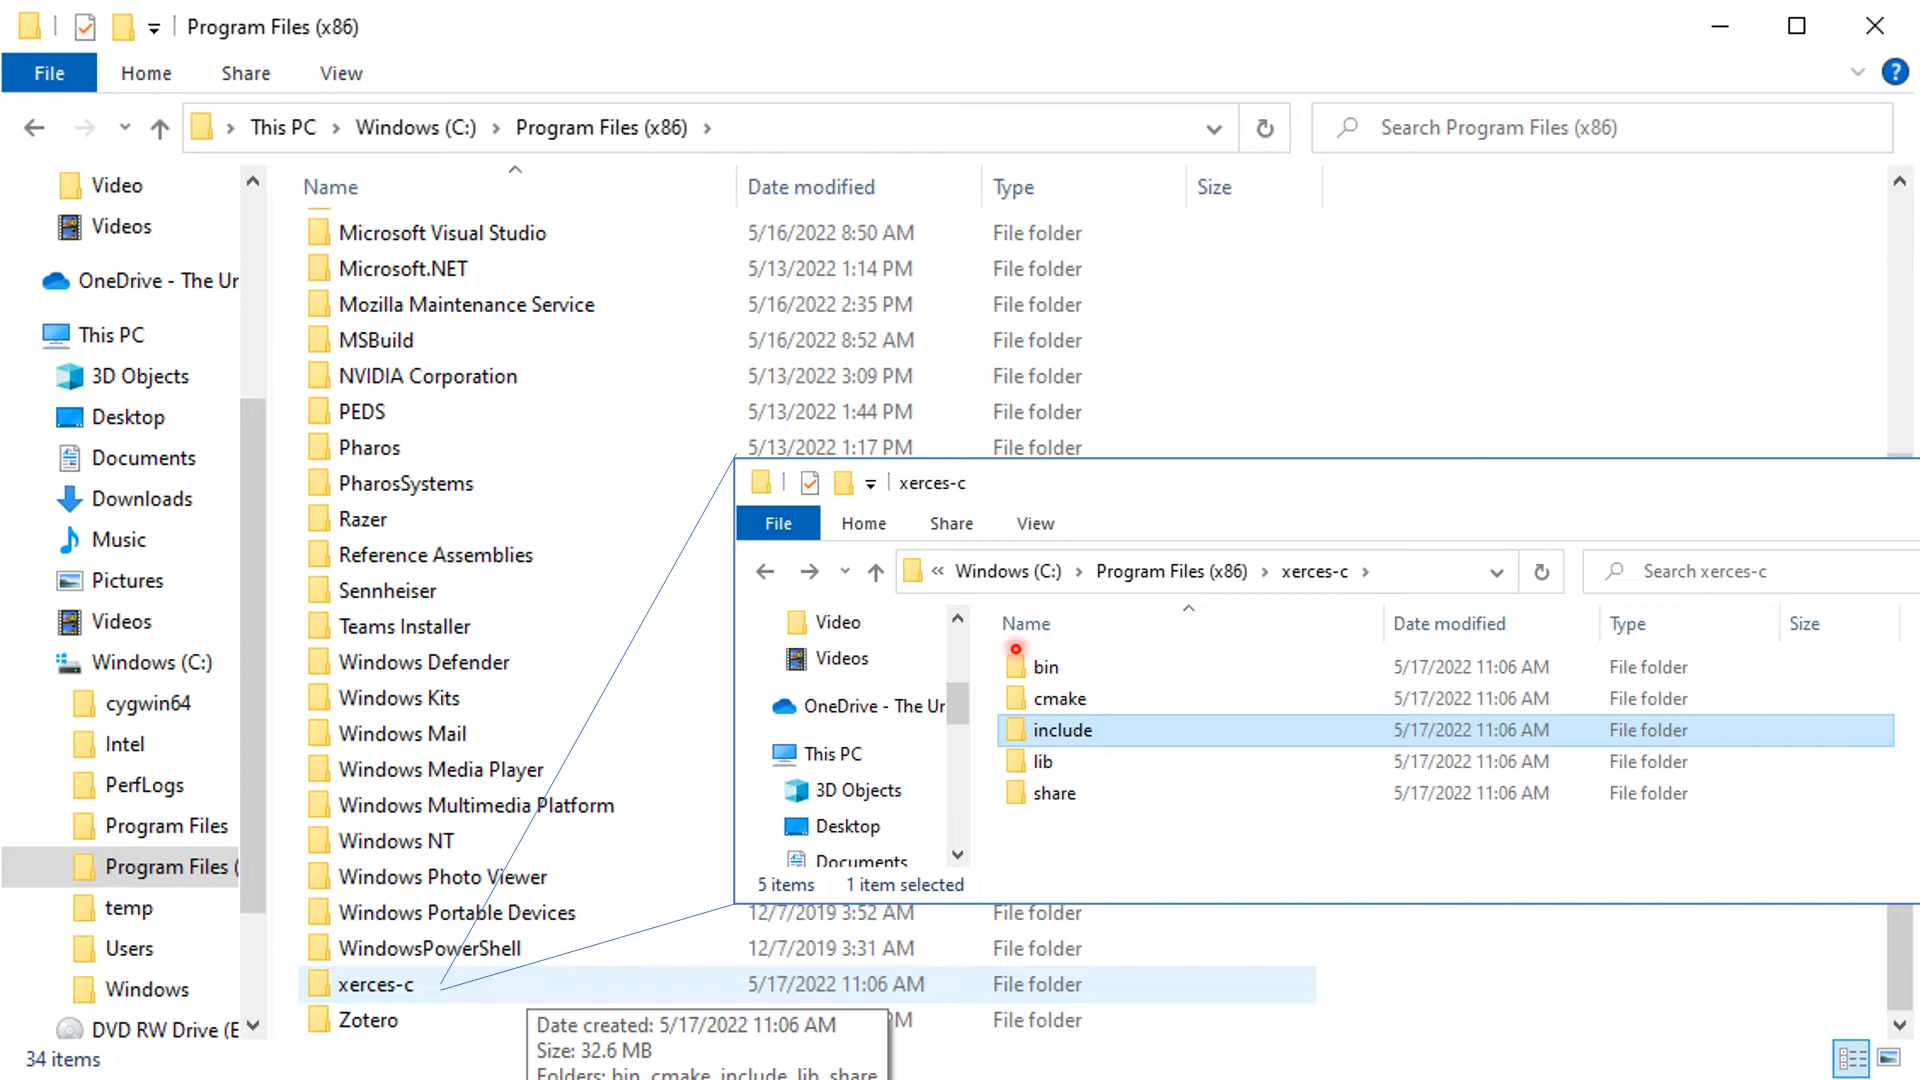 Program Files (x86)
File Home Share View
This PC > Windows (C:) > Program Files (x86) >
Search Program Files (x86)
Video
Videos
OneDrive - The Ur
This PC
3D Objects
Desktop
Documents
Downloads
Music
Pictures
Videos
Windows (C:)
cygwin64
Intel
PerfLogs
Program Files
Program Files (
temp
Users
Windows
DVD RW Drive (E
34 items
Name Date modified Type Size
Microsoft Visual Studio 5/16/2022 8:50 AM File folder
Microsoft.NET 5/13/2022 1:14 PM File folder
Mozilla Maintenance Service 5/16/2022 2:35 PM File folder
MSBuild 5/16/2022 8:52 AM File folder
NVIDIA Corporation 5/13/2022 3:09 PM File folder
PEDS 5/13/2022 1:44 PM File folder
Pharos 5/13/2022 1:17 PM File folder
PharosSystems
Razer
Reference Assemblies
Sennheiser
Teams Installer
Windows Defender
Windows Kits
Windows Mail
Windows Media Player
Windows Multimedia Platform
Windows NT
Windows Photo Viewer
Windows Portable Devices 12/7/2019 3:52 AM File folder
WindowsPowerShell 12/7/2019 3:31 AM File folder
xerces-c 5/17/2022 11:06 AM File folder
Zotero PM File folder
Date created: 5/17/2022 11:06 AM
Size: 32.6 MB
Folders: bin, cmake, include, lib, share
xerces-c
File Home Share View
« Windows (C:) > Program Files (x86) > xerces-c >
Search xerces-c
Video
Videos
OneDrive - The Ur
This PC
3D Objects
Desktop
Documents
Name Date modified Type Size
bin 5/17/2022 11:06 AM File folder
cmake 5/17/2022 11:06 AM File folder
include 5/17/2022 11:06 AM File folder
lib 5/17/2022 11:06 AM File folder
share 5/17/2022 11:06 AM File folder
5 items 1 item selected